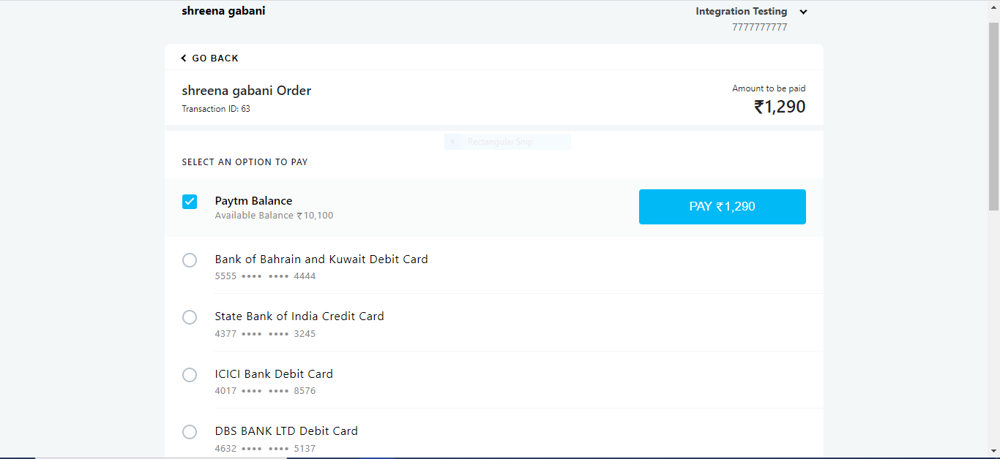 shreena gabani
Integration Testing
7777777777
GO BACK
shreena gabani Order
Transaction ID: 63
Amount to be paid
₹1,290
Rectangular Snip
SELECT AN OPTION TO PAY
Paytm Balance
Available Balance ₹10,100
PAY ₹1,290
Bank of Bahrain and Kuwait Debit Card
5555 •••• •••• 4444
State Bank of India Credit Card
4377 •••• •••• 3245
ICICI Bank Debit Card
4017 •••• •••• 8576
DBS BANK LTD Debit Card
4632 •••• •••• 5137